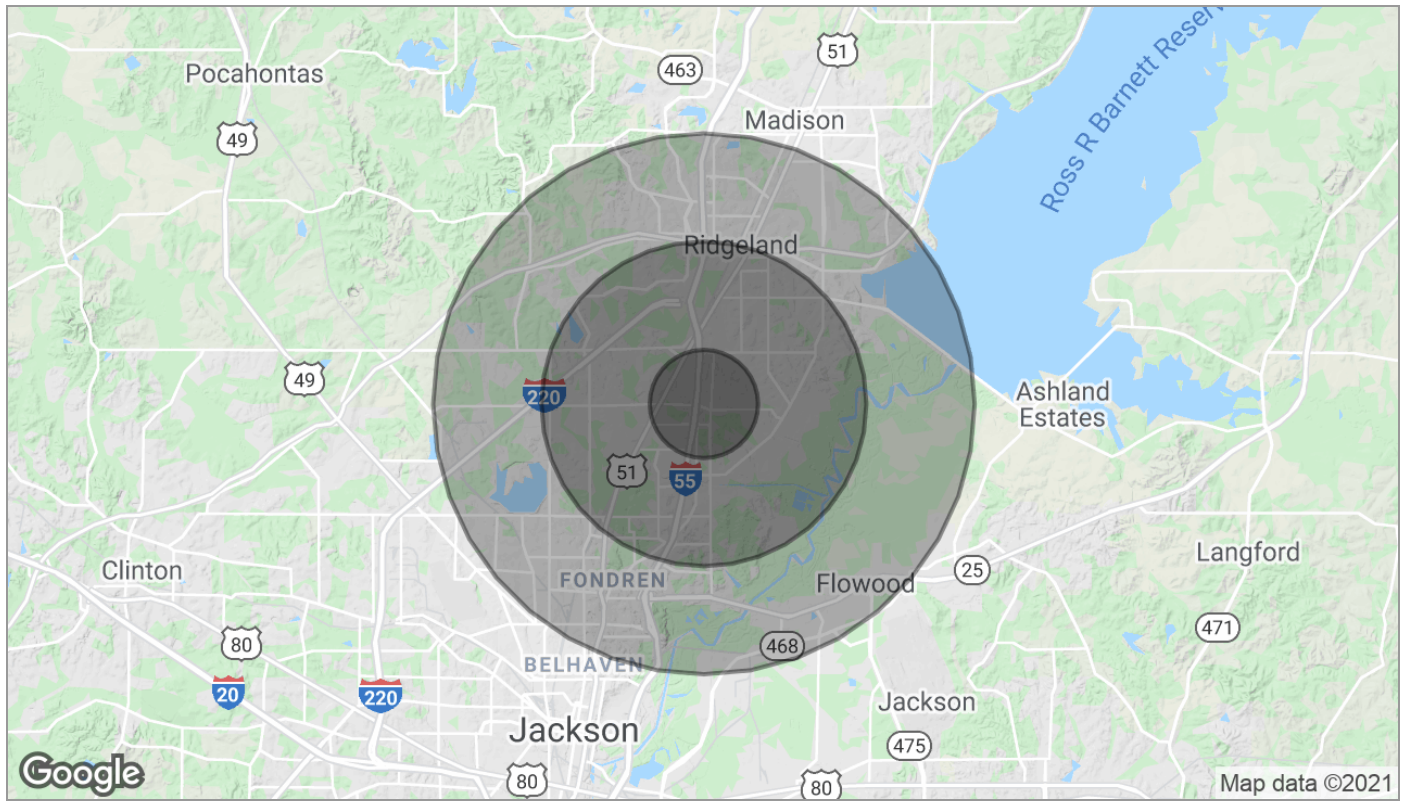 51
463
Pocahontas
Madison
49
Ross R Barnett Reserv
Ridgeland
49
220
Ashland
Estates
51
55
Clinton
FONDREN
Flowood
25
Langford
471
80
468
BELHAVEN
20
220
Jackson
Jackson
475
80
80
Google
Map data ©2021